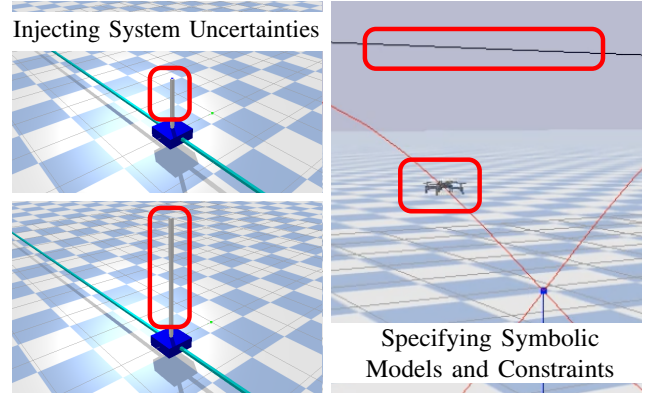 Injecting System Uncertainties
Specifying Symbolic
Models and Constraints